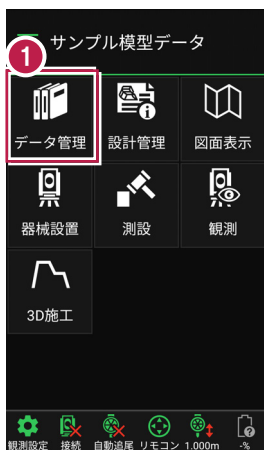 サンプル模型データ
1
データ管理 設計管理 図面表示
器械設置 測設 観測
3D施工
観測設定 接続 自動追尾 リモコン 1.000m -%